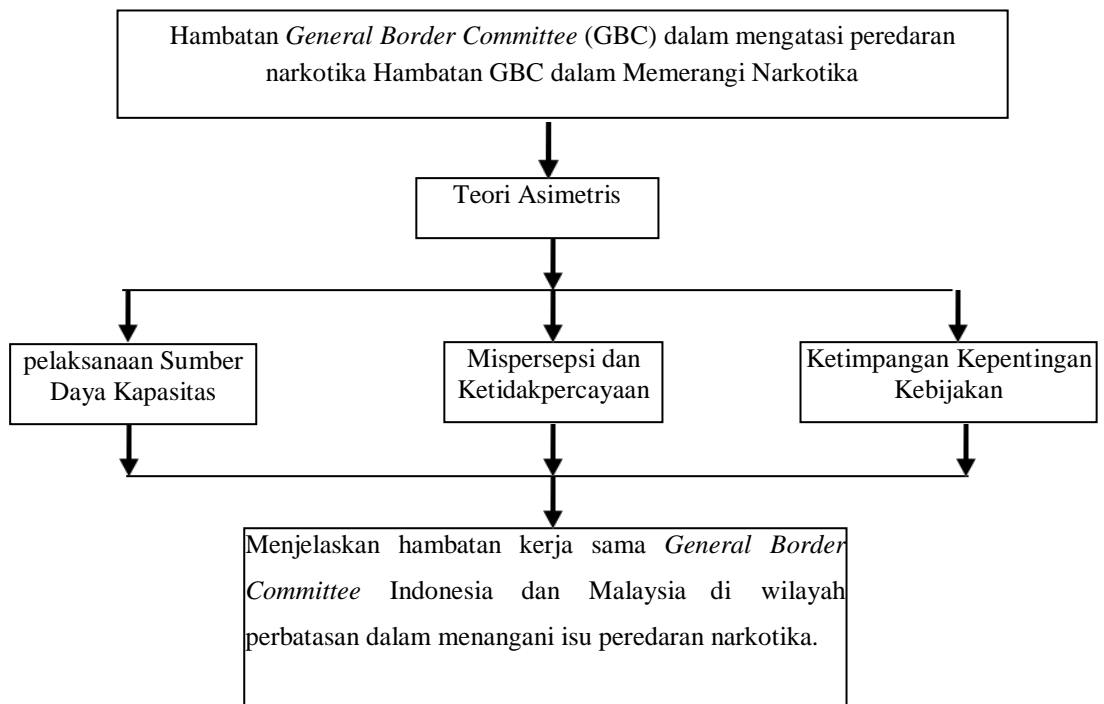 Hambatan General Border Committee (GBC) dalam mengatasi peredaran
narkotika Hambatan GBC dalam Memerangi Narkotika
Teori Asimetris
pelaksanaan Sumber
Daya Kapasitas
Mispersepsi dan
Ketidakpercayaan
Ketimpangan Kepentingan
Kebijakan
Menjelaskan hambatan kerja sama General Border
Committee Indonesia dan Malaysia di wilayah
perbatasan dalam menangani isu peredaran narkotika.